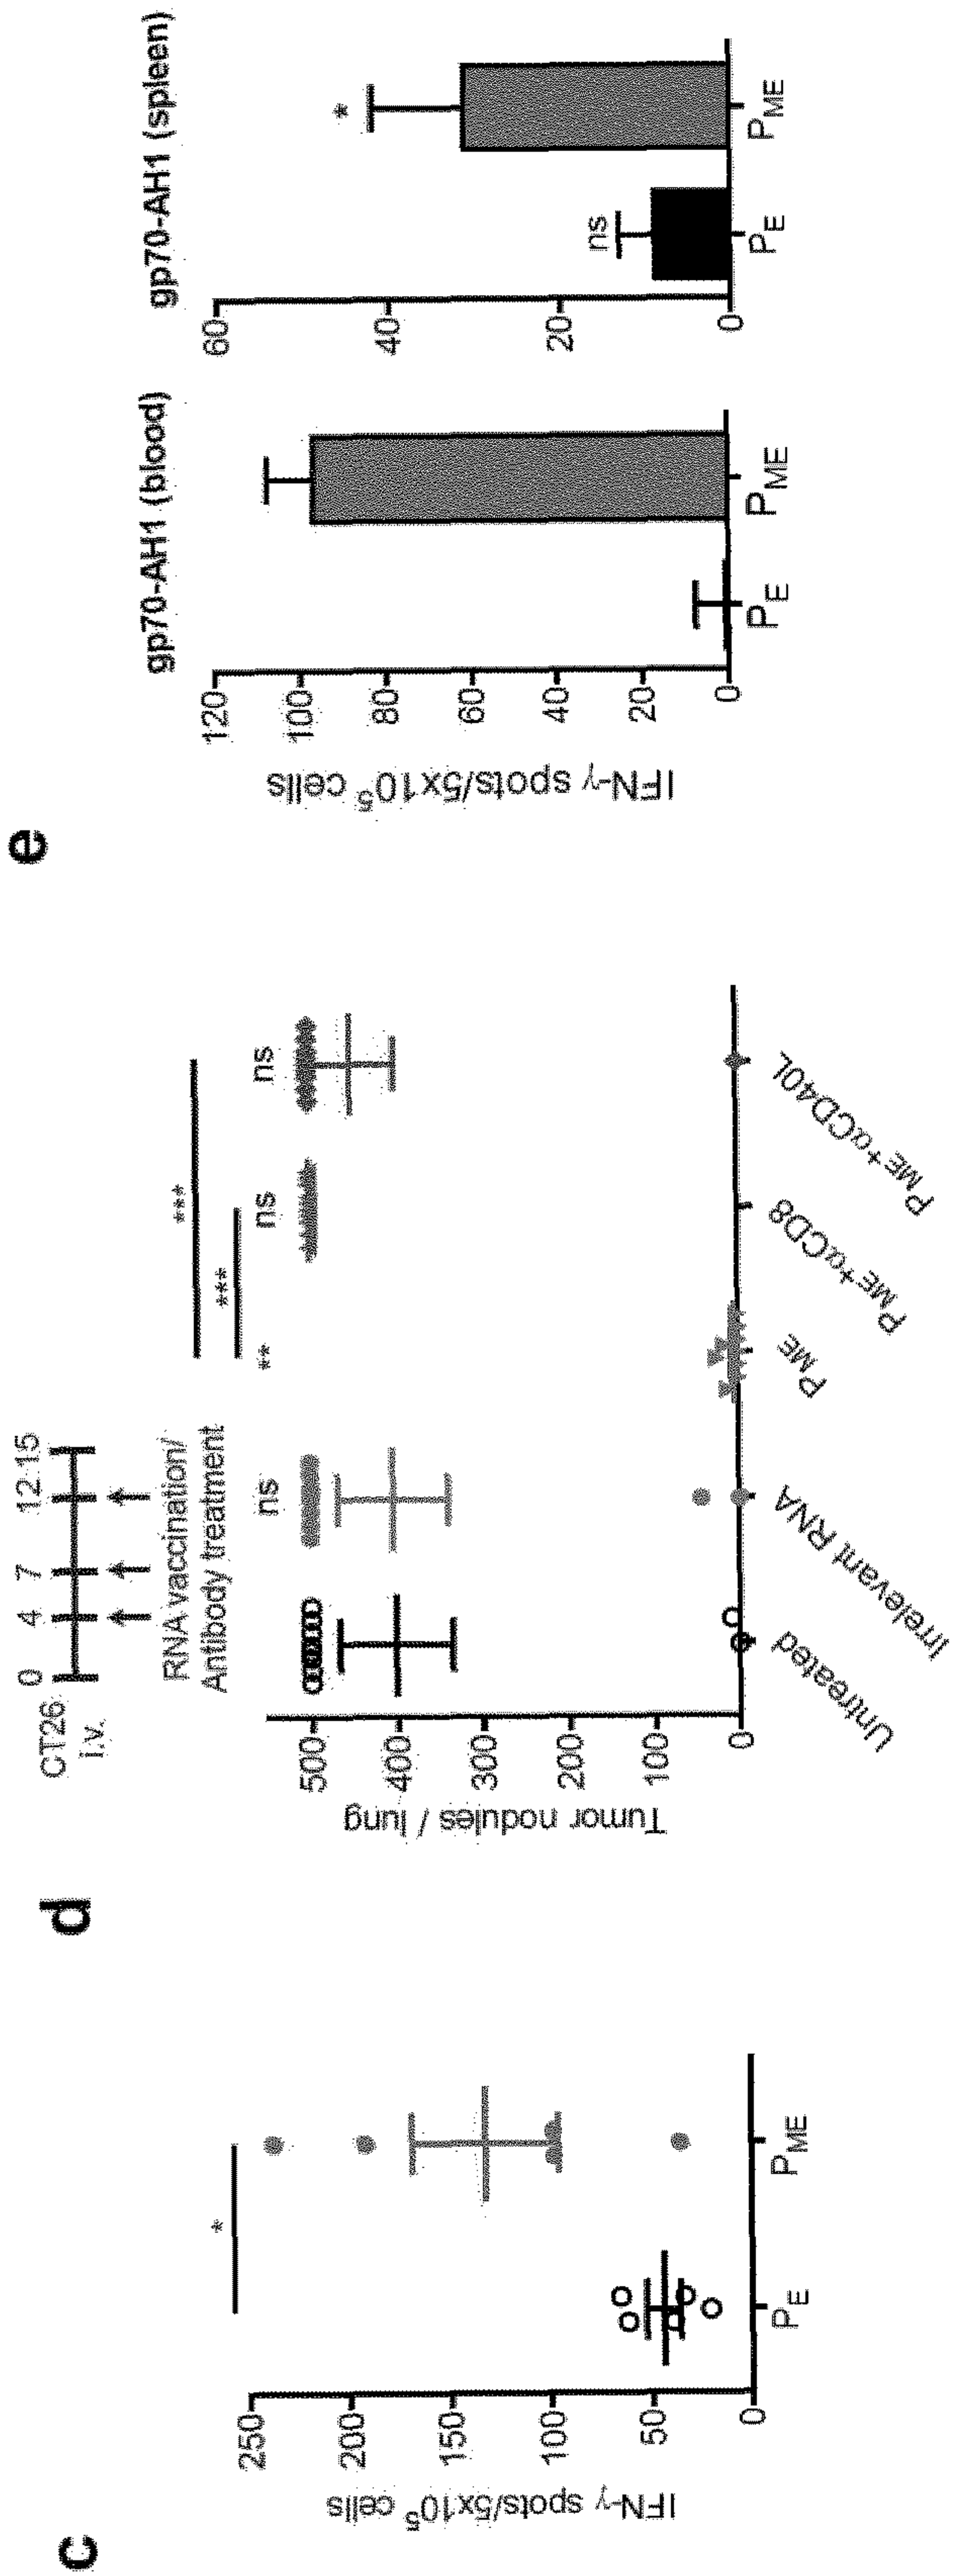 c
IFN-γ spots/5x10⁵ cells
250
200
150
100
50
0
*
P_E
P_ME
d
CT26
i.v.
0 4 7 12 15
RNA vaccination/
Antibody treatment
Tumor nodules / lung
500
400
300
200
100
0
ns
**
***
***
ns
ns
Untreated
Irrelevant RNA
P_ME
P_ME+αCD8
P_ME+αCD40L
e
gp70-AH1 (blood)
IFN-γ spots/5x10⁵ cells
120
100
80
60
40
20
0
P_E
P_ME
gp70-AH1 (spleen)
60
40
20
0
ns
*
P_E
P_ME